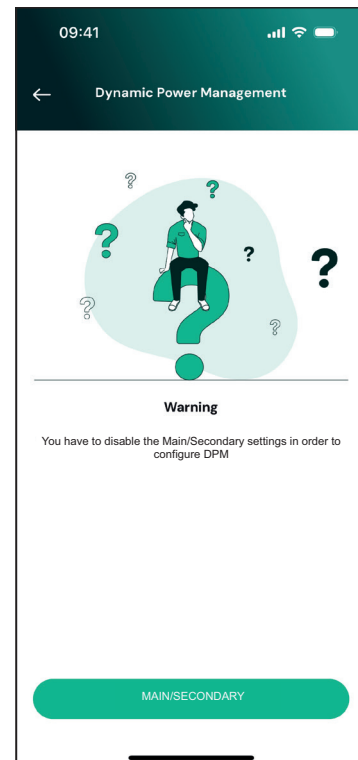 09:41
Dynamic Power Management
? ?
? ? ?
? ?
?
Warning
You have to disable the Main/Secondary settings in order to
configure DPM
MAIN/SECONDARY